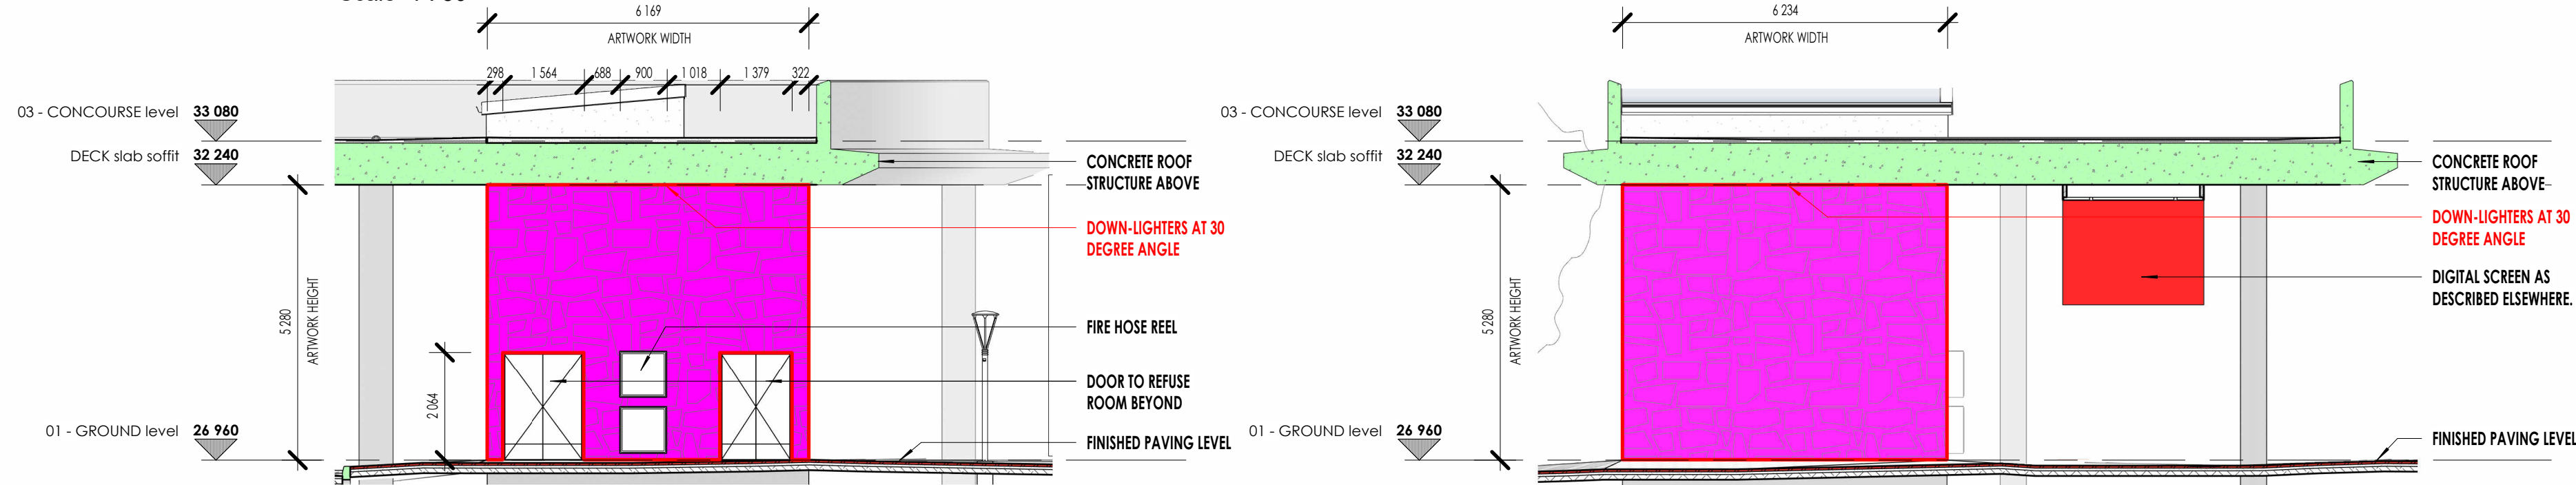 6 169
ARTWORK WIDTH
298 1 564 688 900 1 018 1 379 322
03 - CONCOURSE level 33 080
DECK slab soffit 32 240
CONCRETE ROOF
STRUCTURE ABOVE
DOWN-LIGHTERS AT 30
DEGREE ANGLE
5 280
ARTWORK HEIGHT
FIRE HOSE REEL
2 064
DOOR TO REFUSE
ROOM BEYOND
01 - GROUND level 26 960
FINISHED PAVING LEVEL
6 234
ARTWORK WIDTH
03 - CONCOURSE level 33 080
DECK slab soffit 32 240
CONCRETE ROOF
STRUCTURE ABOVE
DOWN-LIGHTERS AT 30
DEGREE ANGLE
DIGITAL SCREEN AS
DESCRIBED ELSEWHERE.
5 280
ARTWORK HEIGHT
01 - GROUND level 26 960
FINISHED PAVING LEVEL